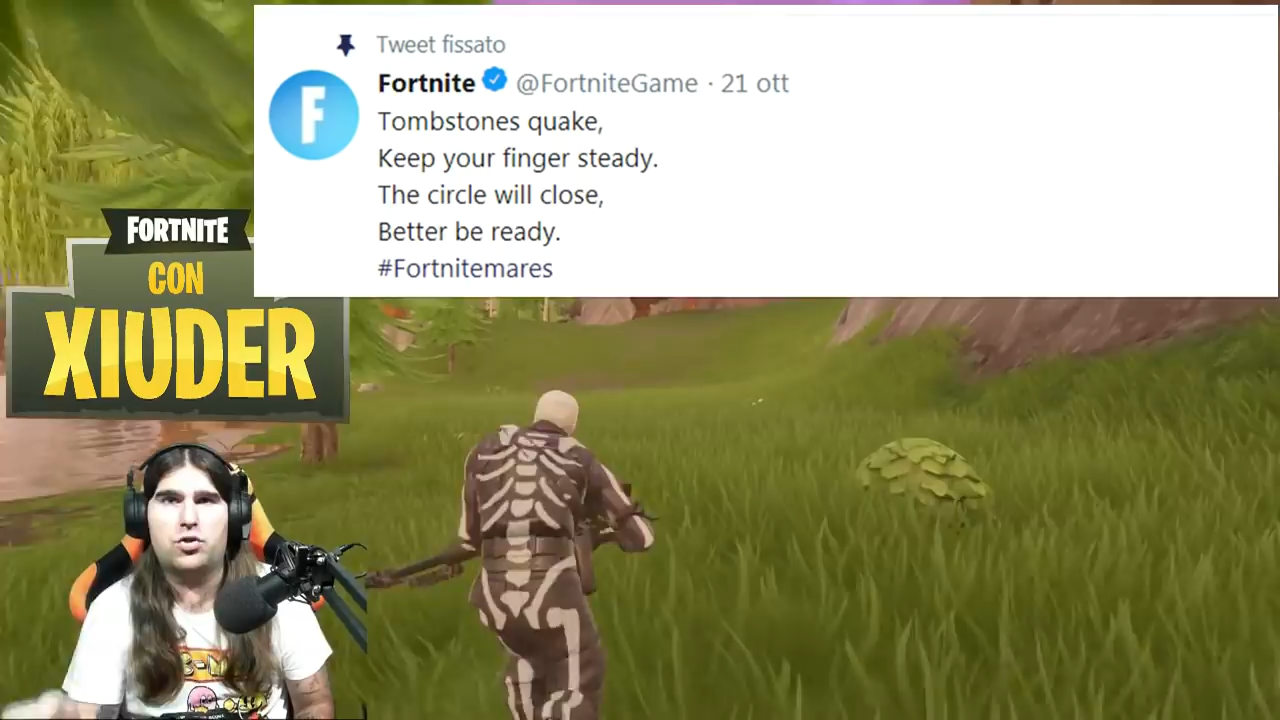 Tweet fissato
Fortnite @FortniteGame · 21 ott
Tombstones quake,
Keep your finger steady.
The circle will close,
Better be ready.
#Fortnitemares
FORTNITE
CON
XIUDER